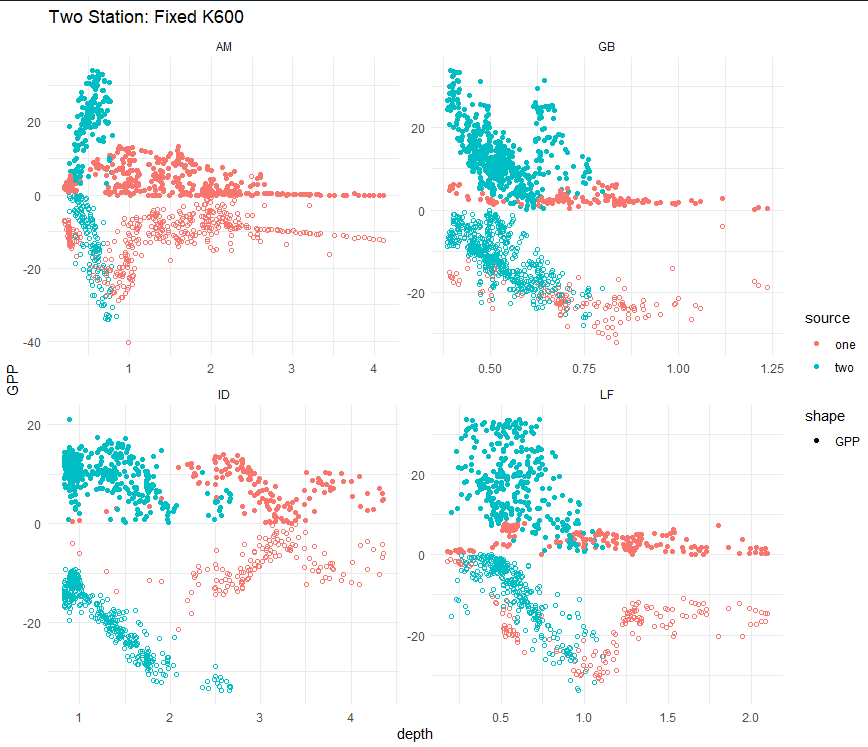 Two Station: Fixed K600
AM
GB
20
0
-20
-40
1
2
3
4
20
0
-20
0.50
0.75
1.00
1.25
GPP
ID
LF
20
0
-20
1
2
3
4
20
0
-20
0.5
1.0
1.5
2.0
depth
source
one
two
shape
GPP